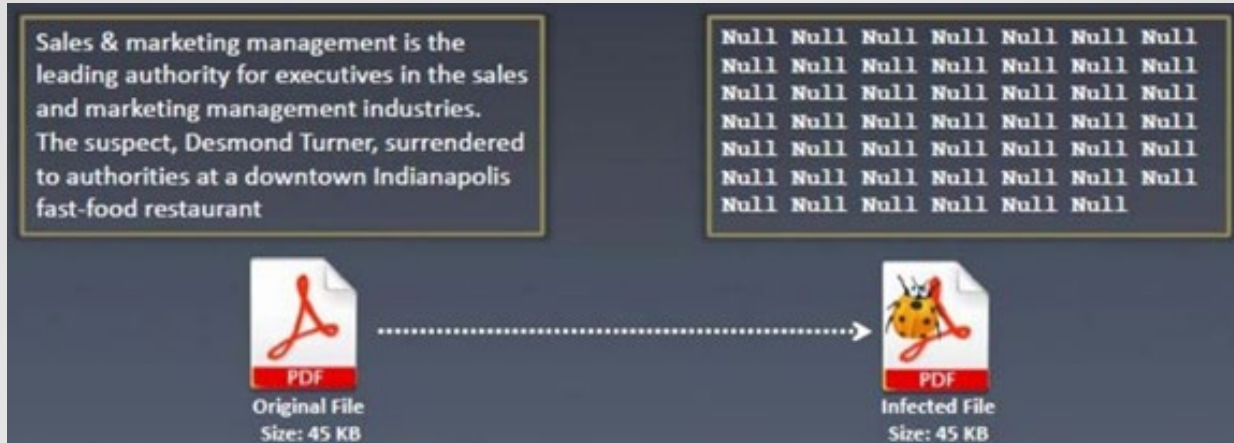 Sales & marketing management is the
leading authority for executives in the sales
and marketing management industries.
The suspect, Desmond Turner, surrendered
to authorities at a downtown Indianapolis
fast-food restaurant
Null Null Null Null Null Null Null
Null Null Null Null Null Null Null
Null Null Null Null Null Null Null
Null Null Null Null Null Null Null
Null Null Null Null Null Null Null
Null Null Null Null Null Null Null
Null Null Null Null Null Null
PDF
Original File
Size: 45 KB
PDF
Infected File
Size: 45 KB